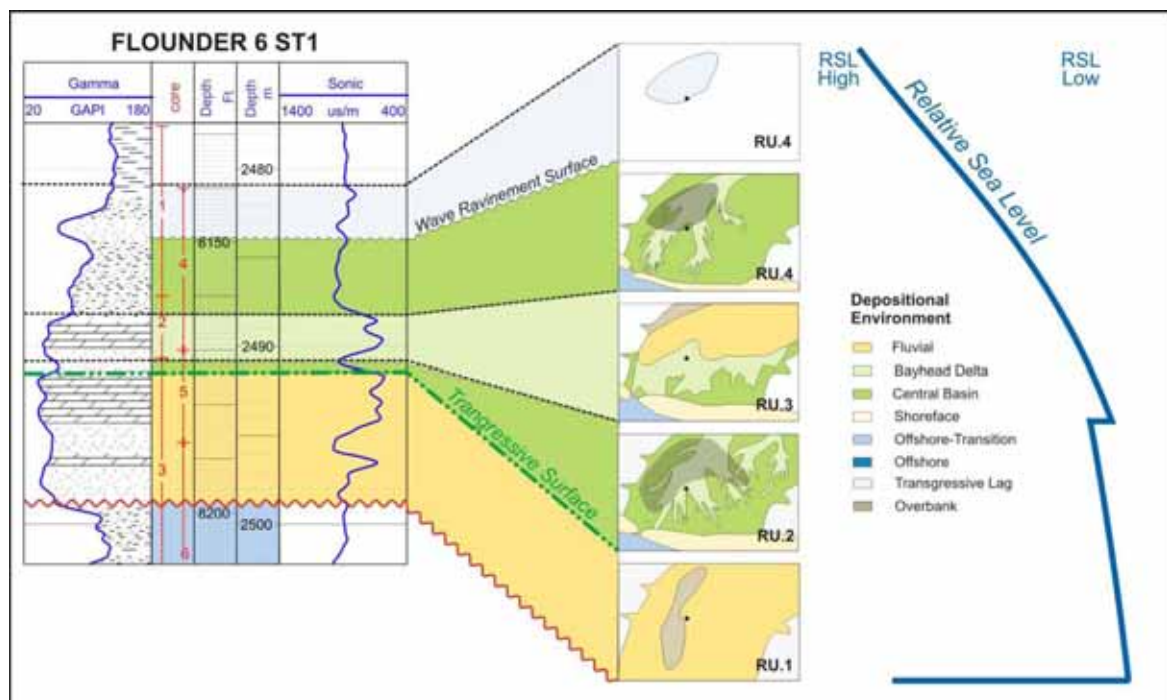 FLOUNDER 6 ST1
Gamma
20 GAPI 180
core
Depth
Ft
Depth
m
Sonic
1400 us/m 400
2480
6150
2490
8200
2500
1
2
3
4
5
6
Wave Ravinement Surface
Trangressive Surface
RU.4
RU.4
RU.3
RU.2
RU.1
RSL
High
RSL
Low
Relative Sea Level
Depositional
Environment
Fluvial
Bayhead Delta
Central Basin
Shoreface
Offshore-Transition
Offshore
Transgressive Lag
Overbank